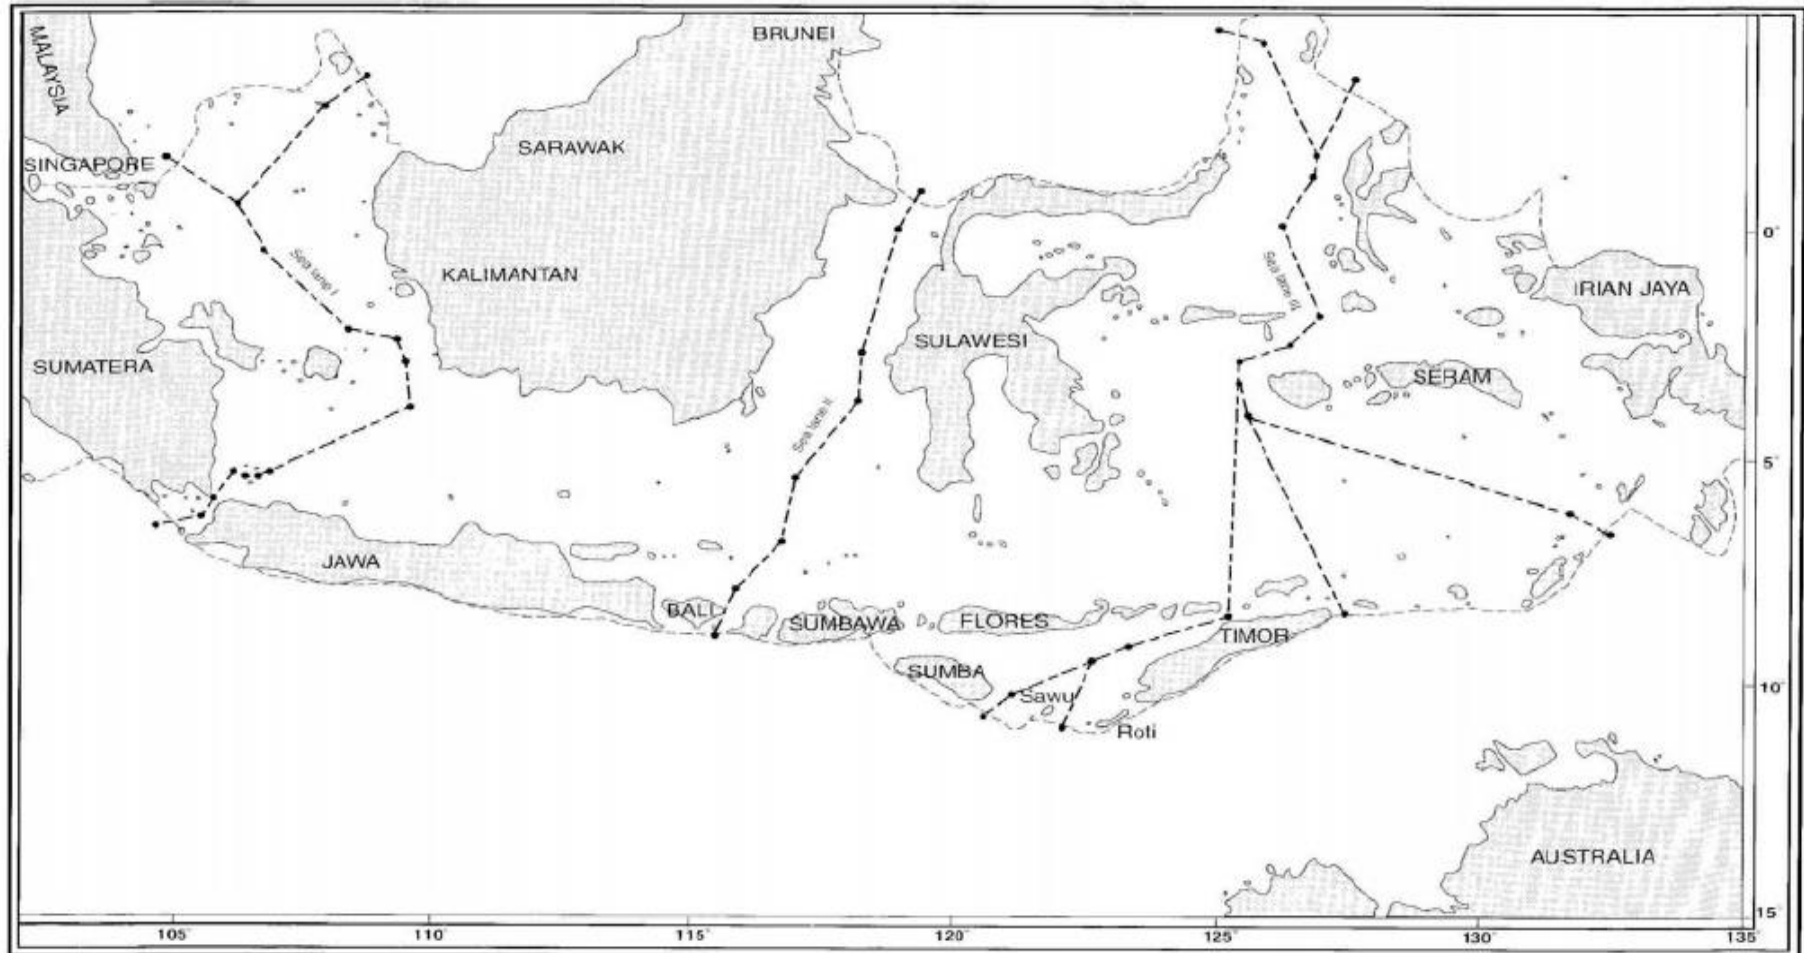 MALAYSIA
BRUNEI
SARAWAK
SINGAPORE
0°
Sea lane I
KALIMANTAN
Sea lane III
IRIAN JAYA
SUMATERA
SULAWESI
SERAM
Sea lane II
5°
JAWA
BALI
SUMBAWA
FLORES
TIMOR
SUMBA
Sawu
10°
Roti
AUSTRALIA
15°
105°
110°
115°
120°
125°
130°
135°